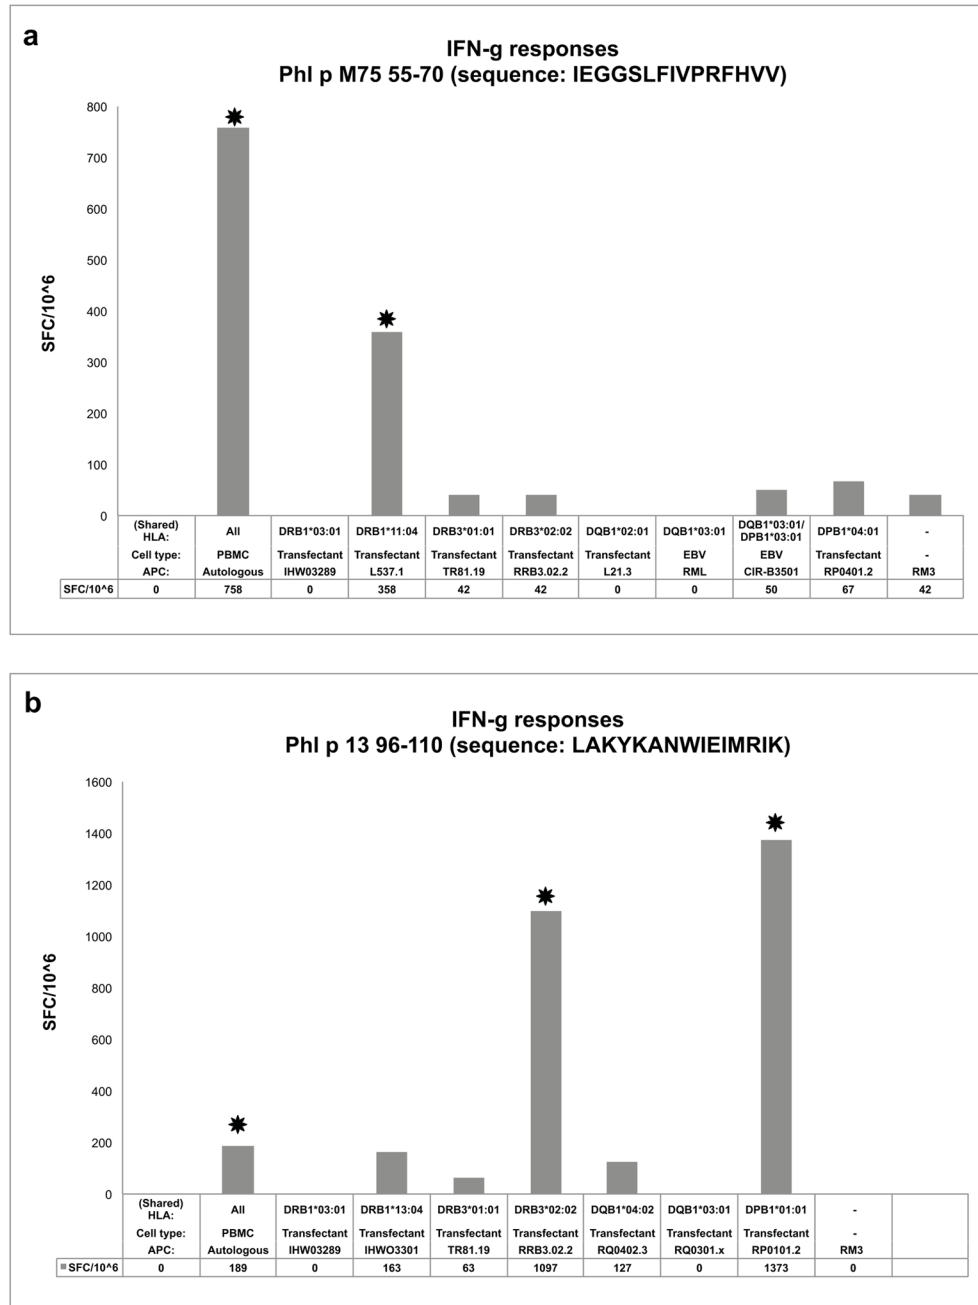 a
IFN-g responses
Phl p M75 55-70 (sequence: IEGGSLFIVPRFHVV)
800
700
600
500
400
300
200
100
0
SFC/10^6
(Shared) HLA: All DRB1*03:01 DRB1*11:04 DRB3*01:01 DRB3*02:02 DQB1*02:01 DQB1*03:01 DQB1*03:01/ DPB1*03:01 DPB1*04:01 -
Cell type: PBMC Transfectant Transfectant Transfectant Transfectant Transfectant EBV EBV Transfectant -
APC: Autologous IHW03289 L537.1 TR81.19 RRB3.02.2 L21.3 RML CIR-B3501 RP0401.2 RM3
SFC/10^6 0 758 0 358 42 42 0 0 50 67 42
b
IFN-g responses
Phl p 13 96-110 (sequence: LAKYKANWIEIMRIK)
1600
1400
1200
1000
800
600
400
200
0
SFC/10^6
(Shared) HLA: All DRB1*03:01 DRB1*13:04 DRB3*01:01 DRB3*02:02 DQB1*04:02 DQB1*03:01 DPB1*01:01 -
Cell type: PBMC Transfectant Transfectant Transfectant Transfectant Transfectant Transfectant Transfectant -
APC: Autologous IHW03289 IHWO3301 TR81.19 RRB3.02.2 RQ0402.3 RQ0301.x RP0101.2 RM3
SFC/10^6 0 189 0 163 63 1097 127 0 1373 0